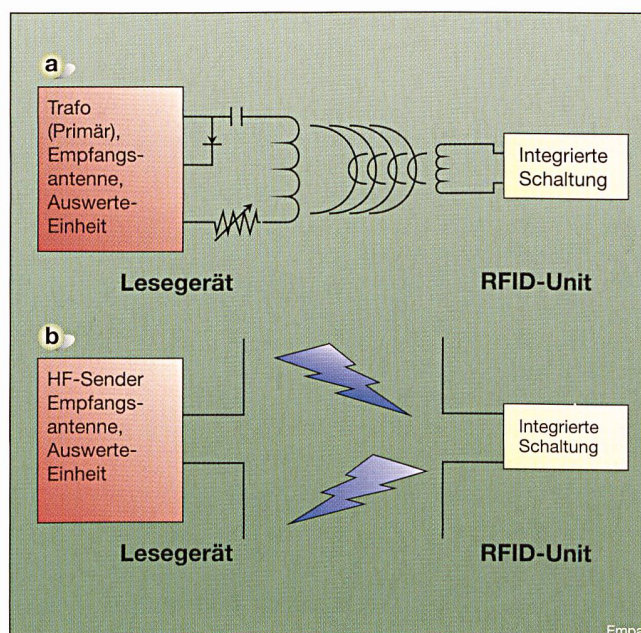 a
Trafo
(Primär),
Empfangs-
antenne,
Auswerte-
Einheit
Integrierte
Schaltung
Lesegerät
RFID-Unit
b
HF-Sender
Empfangs-
antenne,
Auswerte-
Einheit
Integrierte
Schaltung
Lesegerät
RFID-Unit